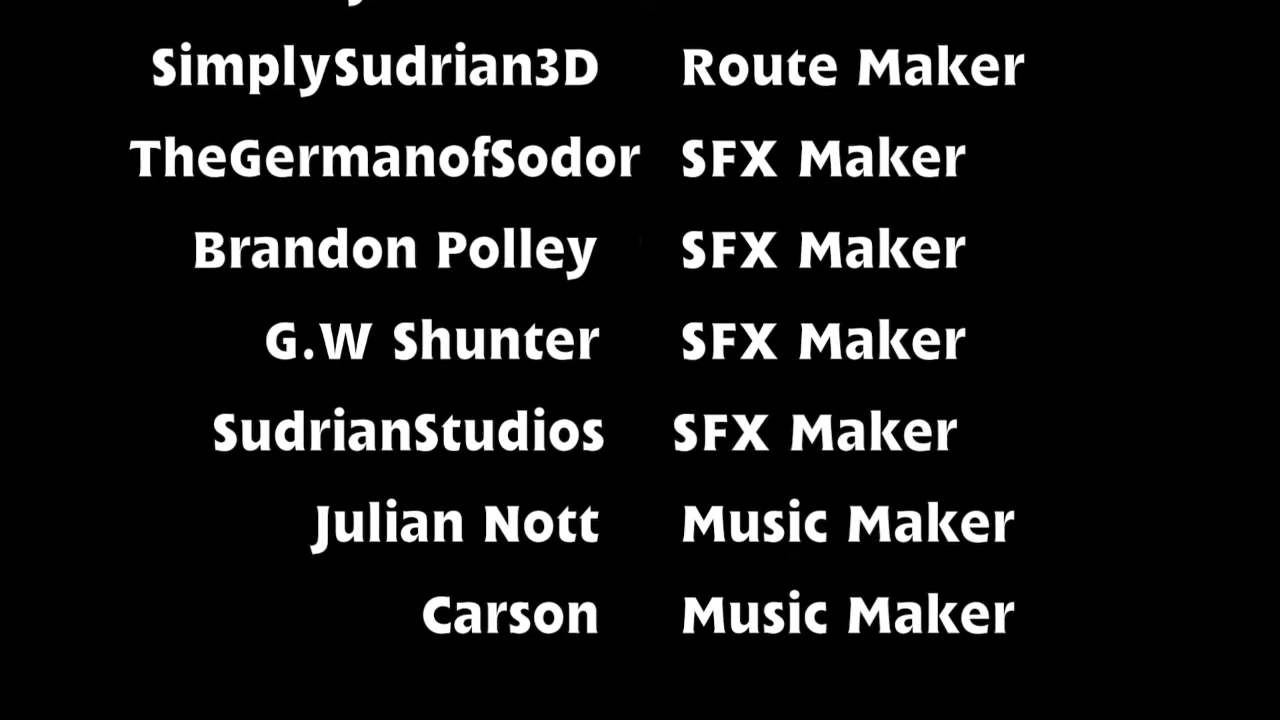 SimplySudrian3D Route Maker
TheGermanofSodor SFX Maker
Brandon Polley SFX Maker
G.W Shunter SFX Maker
SudrianStudios SFX Maker
Julian Nott Music Maker
Carson Music Maker